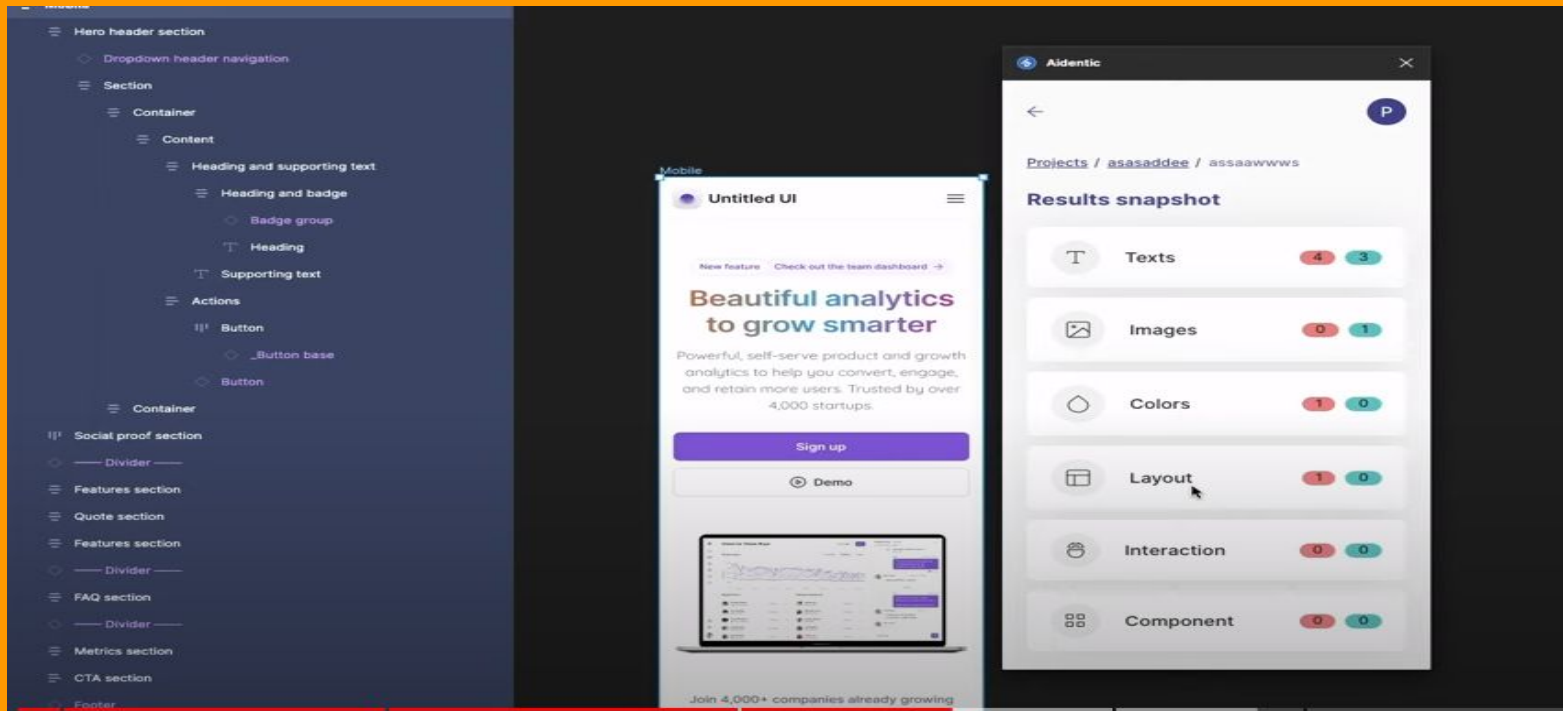 Mobile
Hero header section
Dropdown header navigation
Section
Container
Content
Heading and supporting text
Heading and badge
Badge group
Heading
Supporting text
Actions
Button
_Button base
Button
Container
Social proof section
Divider
Features section
Quote section
Features section
Divider
FAQ section
Divider
Metrics section
CTA section
Footer
Mobile
Untitled UI
New feature Check out the team dashboard →
Beautiful analytics
to grow smarter
Powerful, self-serve product and growth
analytics to help you convert, engage,
and retain more users. Trusted by over
4,000 startups.
Sign up
Demo
Join 4,000+ companies already growing
Aidentic
P
Projects / asasaddee / assaawwws
Results snapshot
Texts 4 3
Images 0 1
Colors 1 0
Layout 1 0
Interaction 0 0
Component 0 0